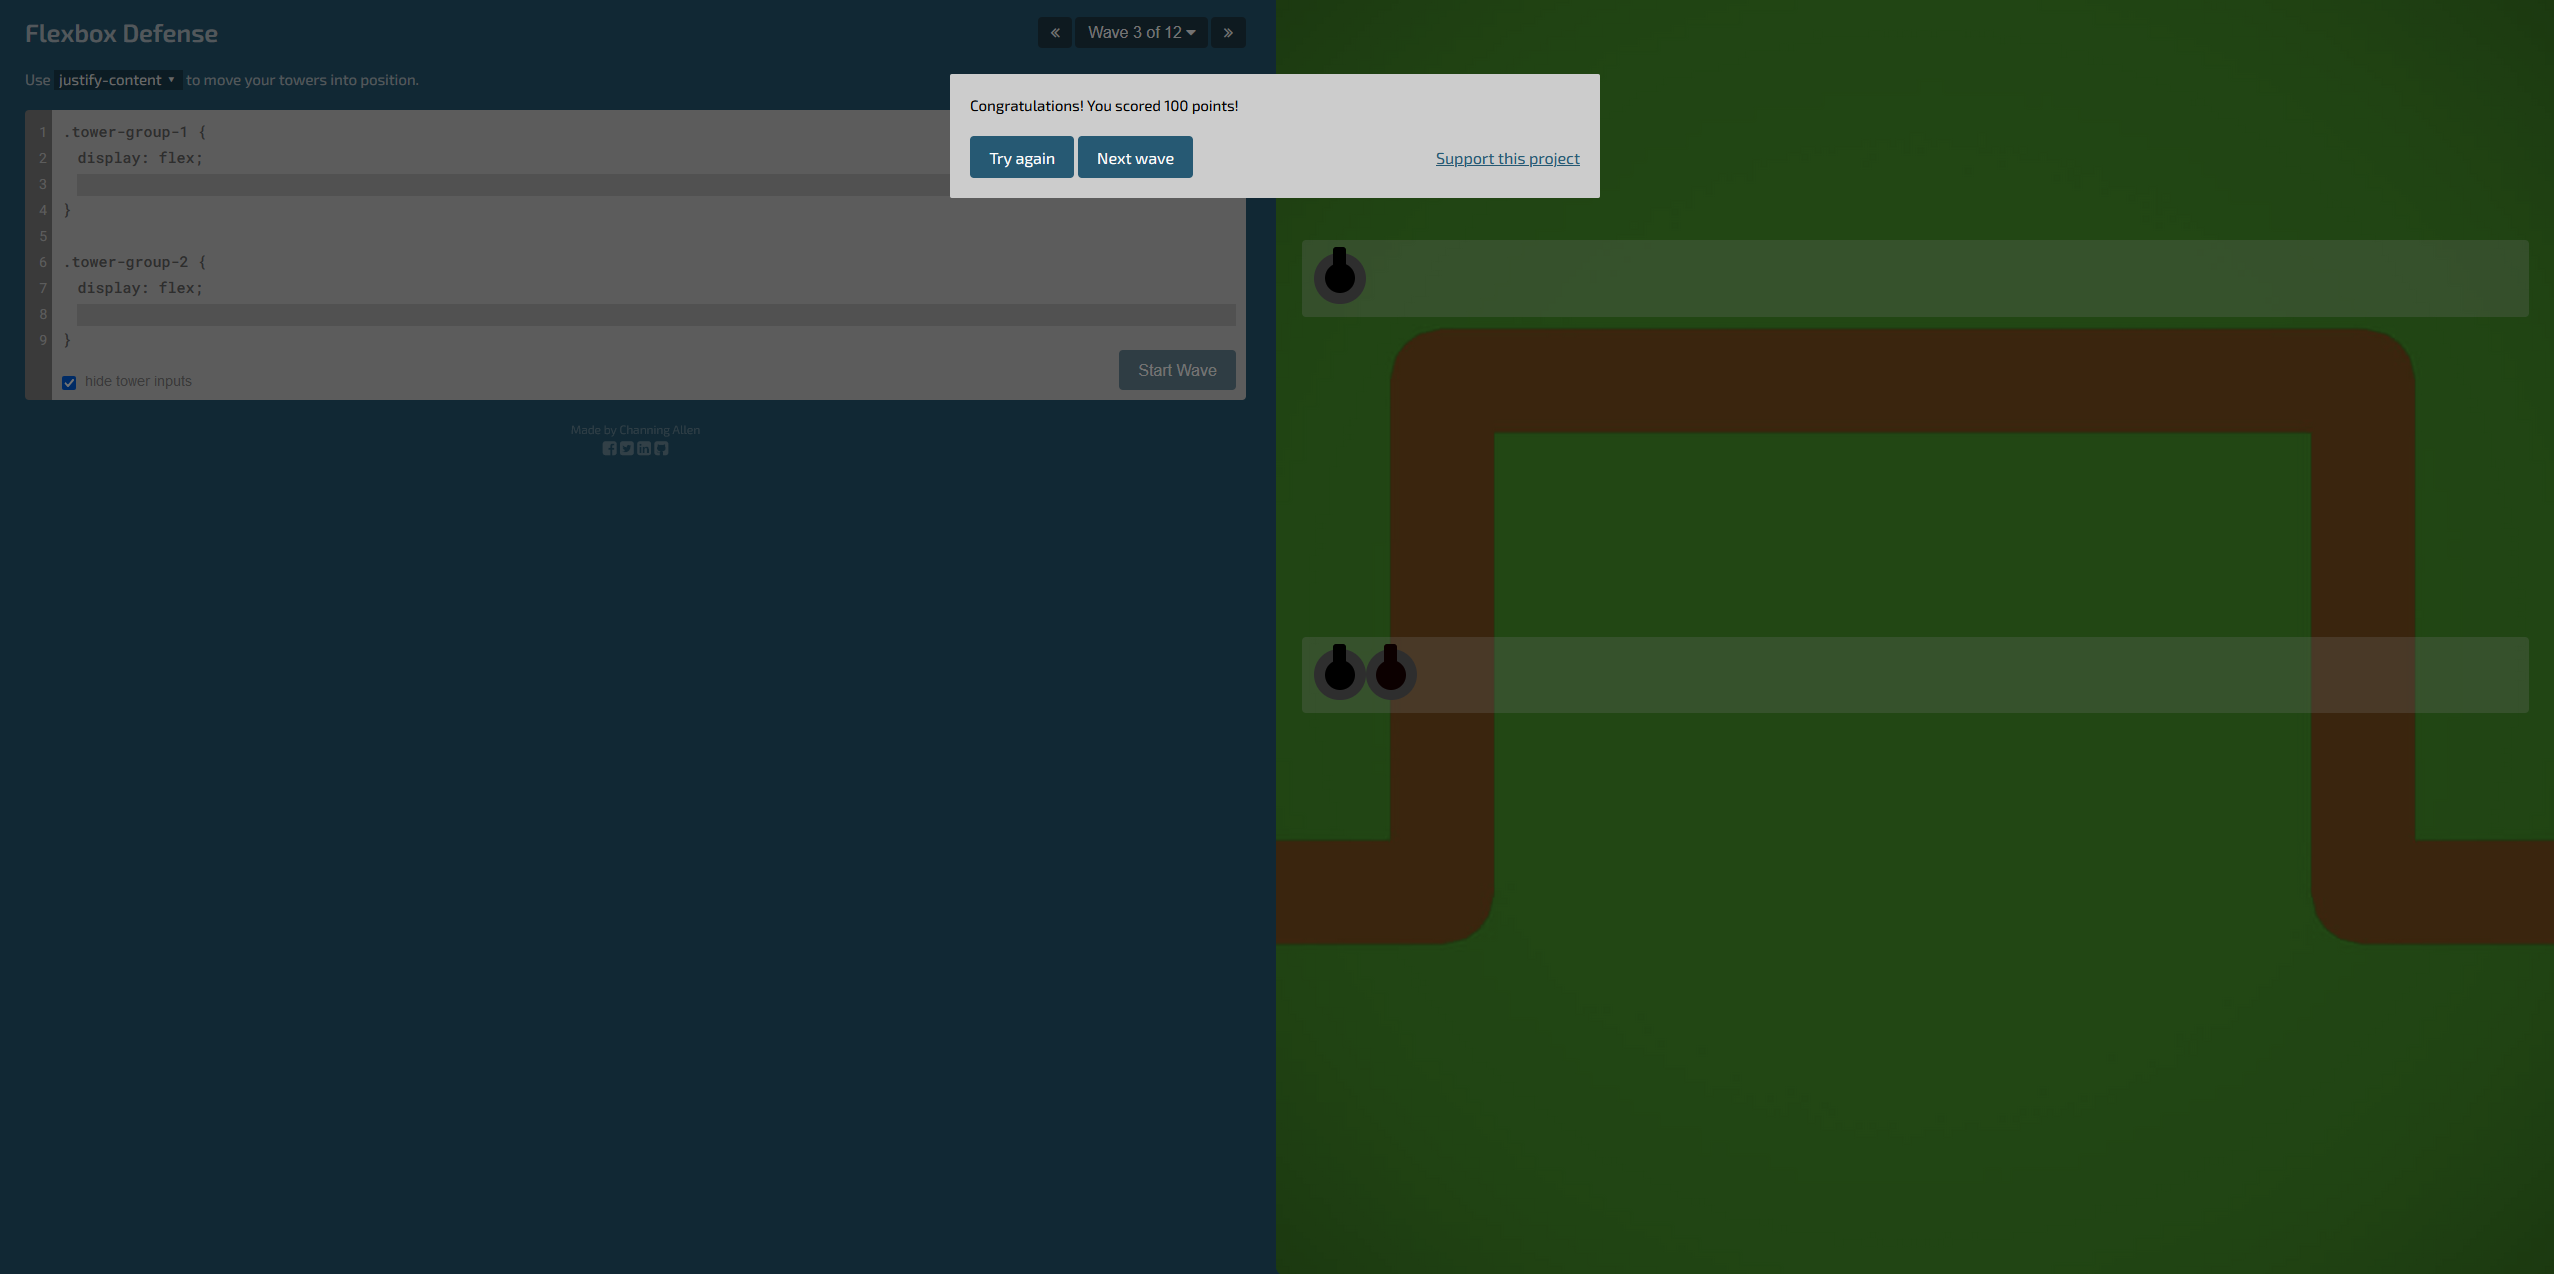 Flexbox Defense
« Wave 3 of 12 »
Use justify-content to move your towers into position.
Congratulations! You scored 100 points!
Try again Next wave Support this project
1 .tower-group-1 {
2 display: flex;
3
4 }
5
6 .tower-group-2 {
7 display: flex;
8
9 }
hide tower inputs
Start Wave
Made by Channing Allen